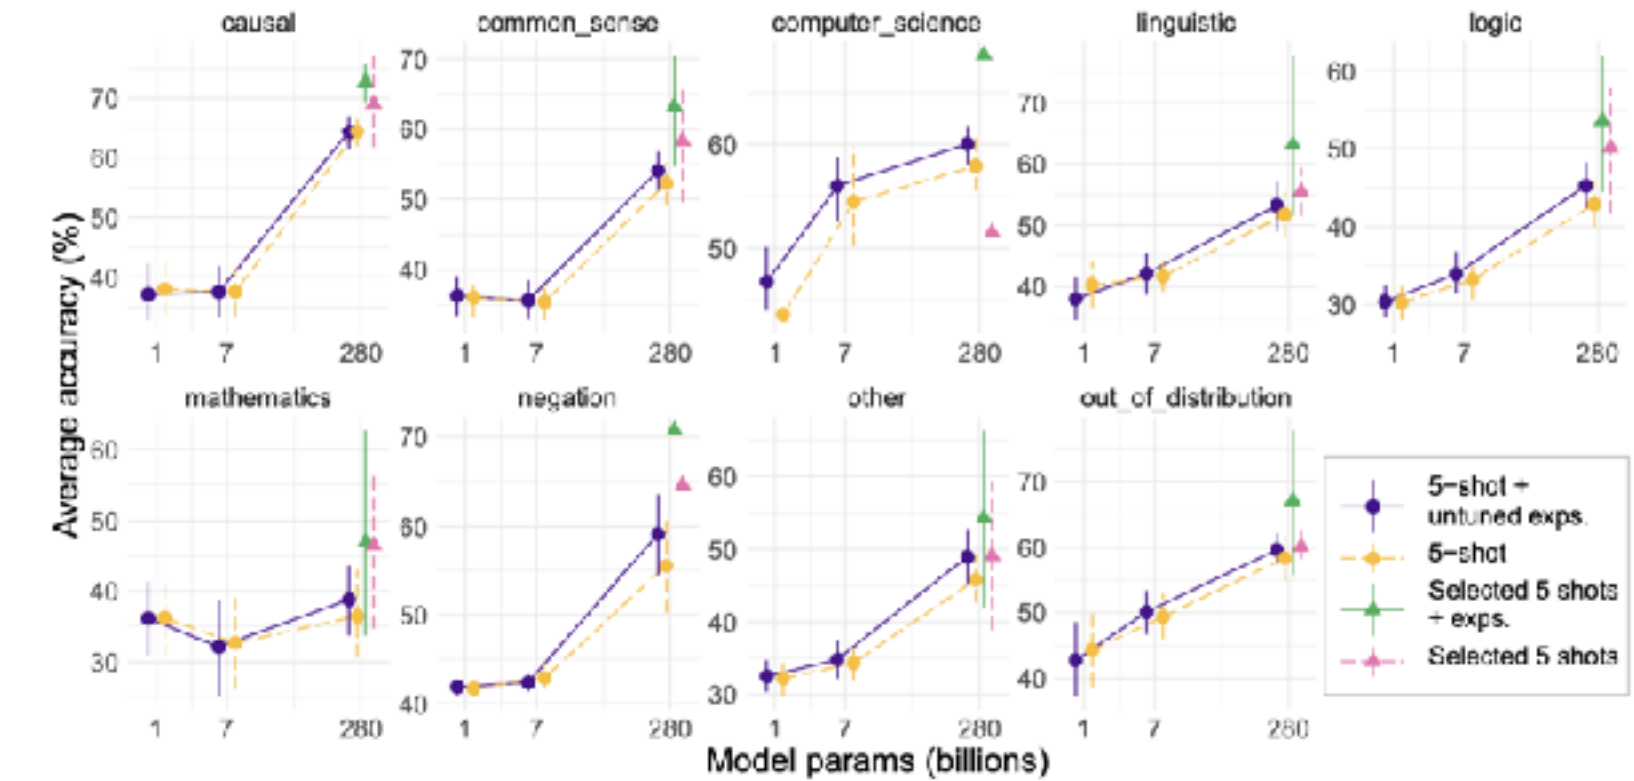 causal common_sense computer_science linguistic logic
70 60 50 40
70 60 50 40
60 50
70 60 50 40
60 50 40 30
1 7 280 1 7 280 1 7 280 1 7 280 1 7 280
mathematics negation other out_of_distribution
60 50 40 30
70 60 50 40
60 50 40 30
70 60 50 40
1 7 280 1 7 280 1 7 280 1 7 280
Average accuracy (%)
Model params (billions)
5-shot +
untuned exps.
5-shot
Selected 5 shots
+ exps.
Selected 5 shots